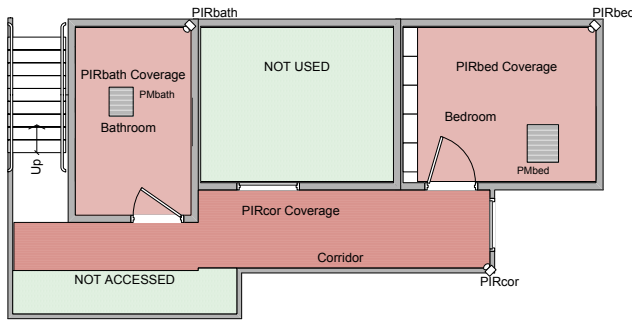 PIRbath
PIRbed
PIRbath Coverage
NOT USED
PIRbed Coverage
PMbath
Bathroom
Bedroom
Up
PMbed
PIRcor Coverage
Corridor
NOT ACCESSED
PIRcor